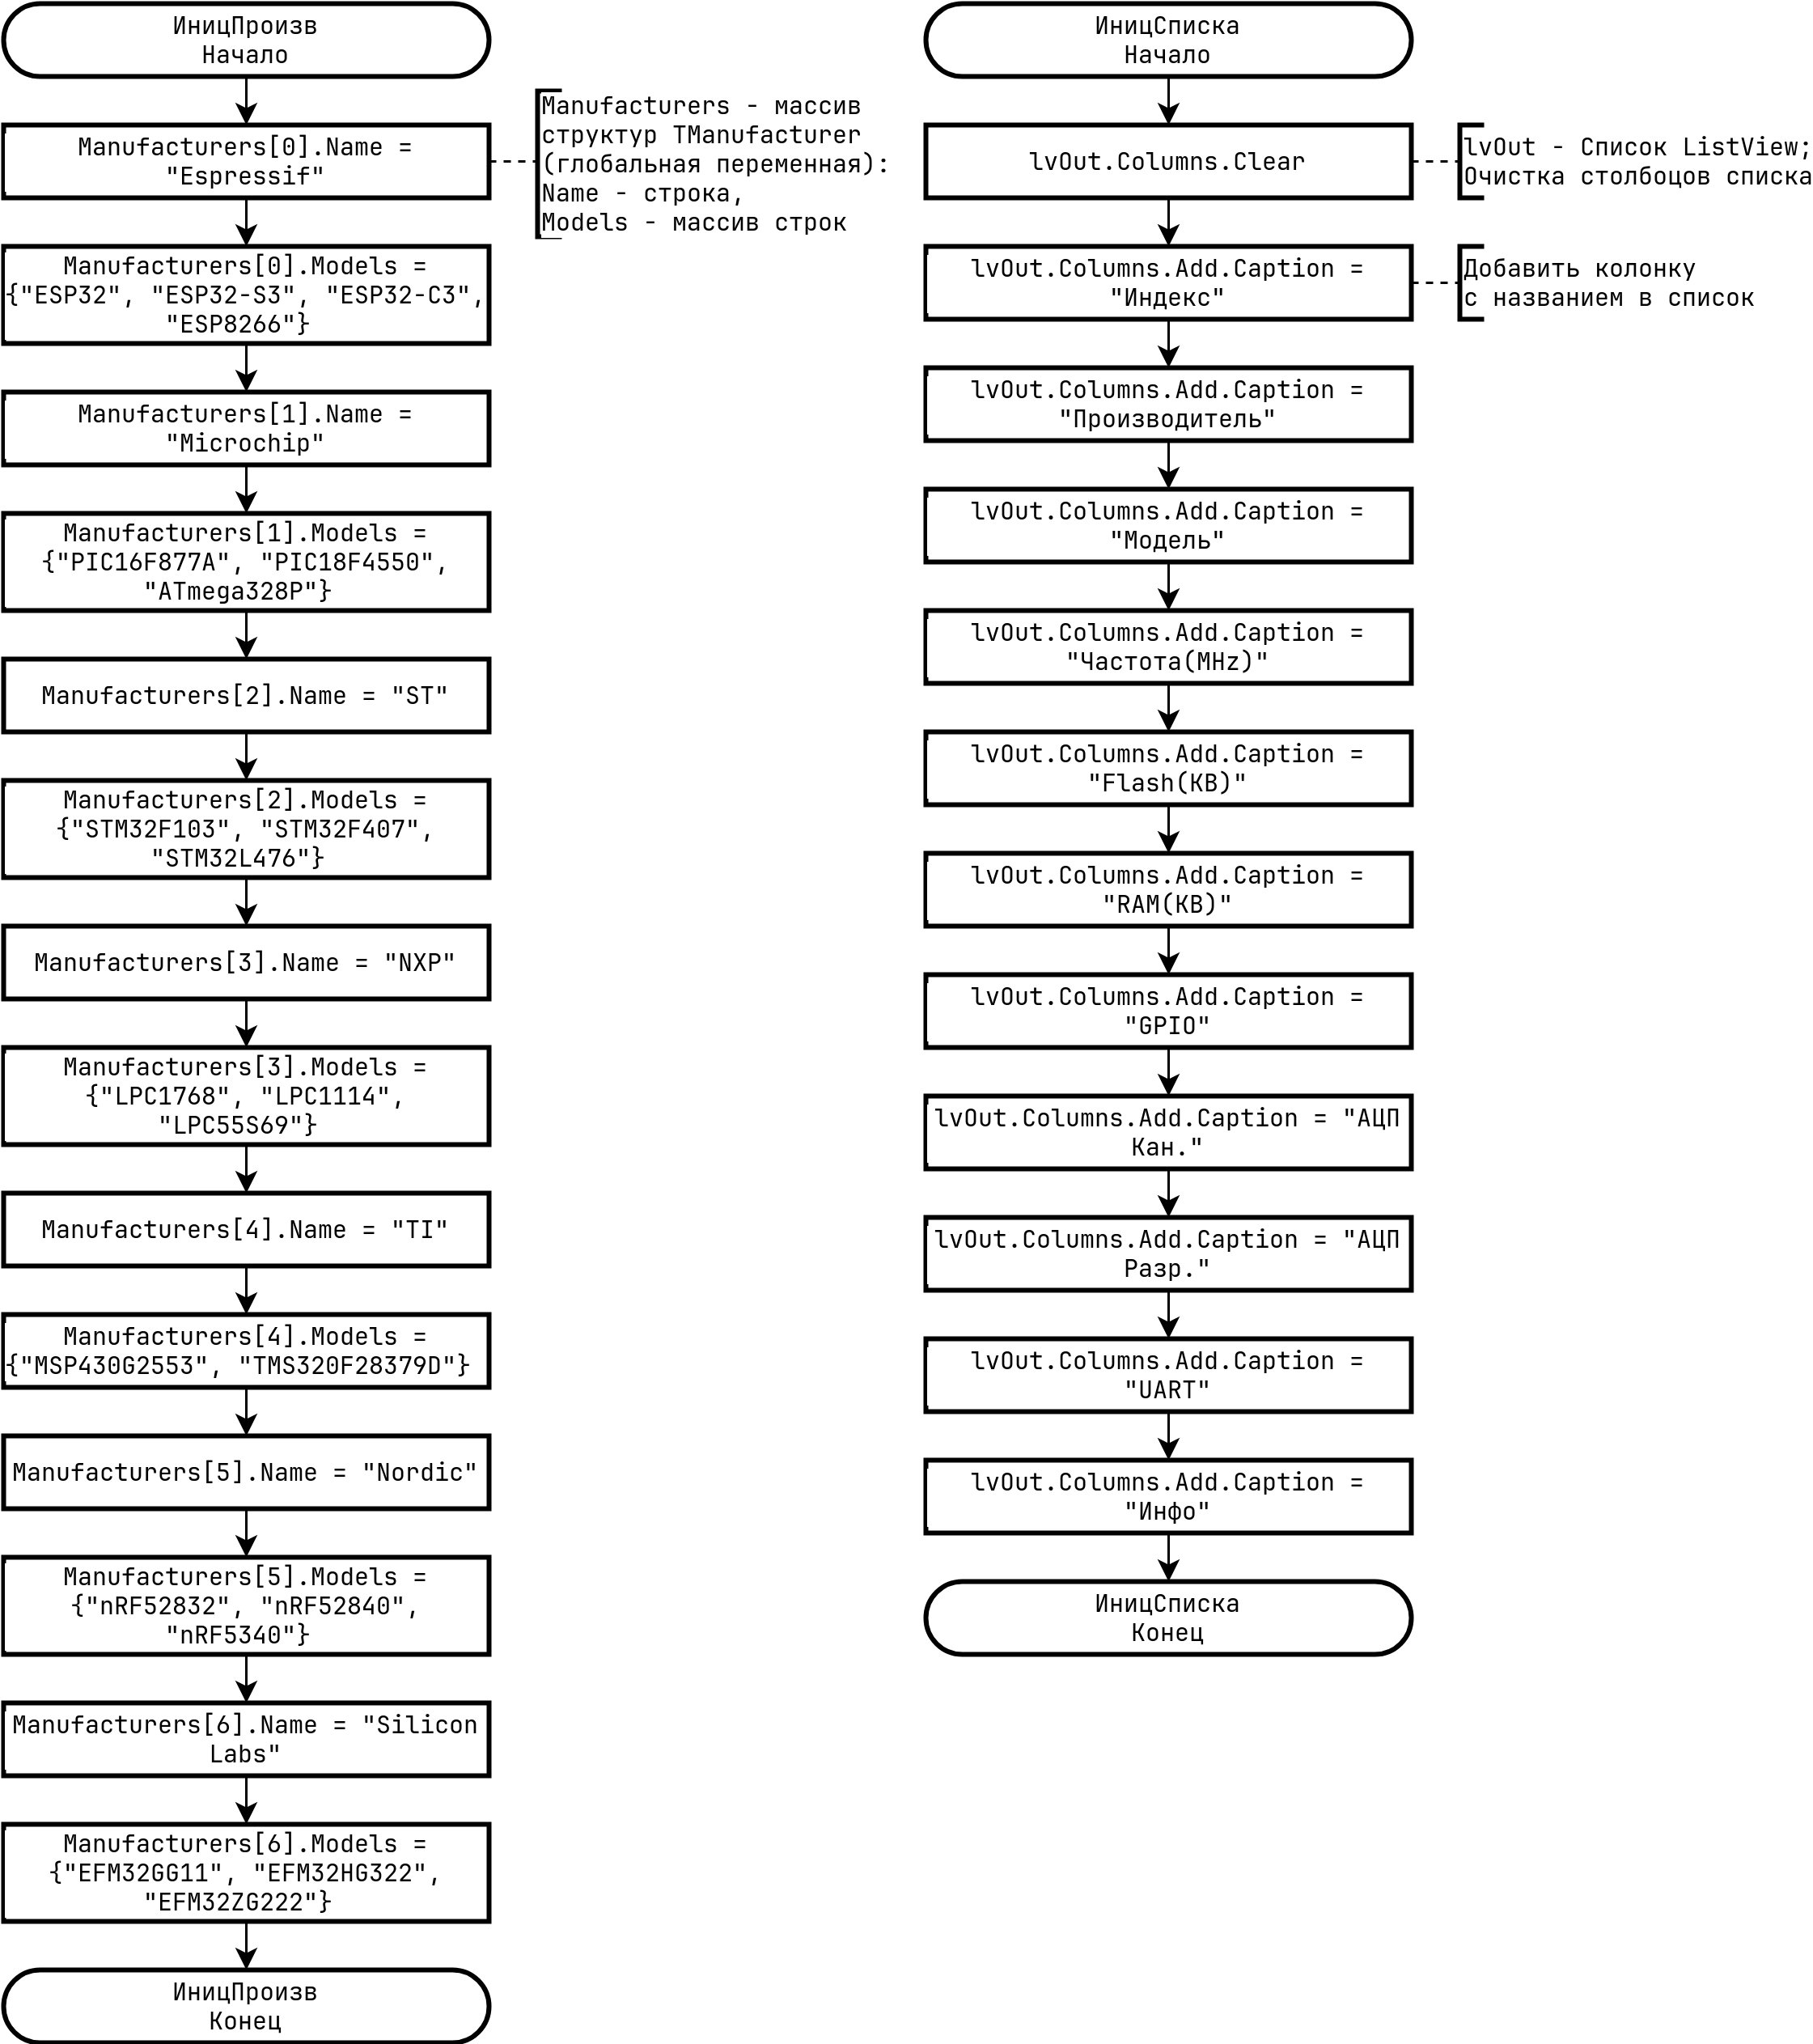 ИницПроизв
Начало
Manufacturers[0].Name =
"Espressif"
Manufacturers - массив
структур TManufacturer
(глобальная переменная):
Name - строка,
Models - массив строк
Manufacturers[0].Models =
{"ESP32", "ESP32-S3", "ESP32-C3",
"ESP8266"}
Manufacturers[1].Name =
"Microchip"
Manufacturers[1].Models =
{"PIC16F877A", "PIC18F4550",
"ATmega328P"}
Manufacturers[2].Name = "ST"
Manufacturers[2].Models =
{"STM32F103", "STM32F407",
"STM32L476"}
Manufacturers[3].Name = "NXP"
Manufacturers[3].Models =
{"LPC1768", "LPC1114",
"LPC55S69"}
Manufacturers[4].Name = "TI"
Manufacturers[4].Models =
{"MSP430G2553", "TMS320F28379D"}
Manufacturers[5].Name = "Nordic"
Manufacturers[5].Models =
{"nRF52832", "nRF52840",
"nRF5340"}
Manufacturers[6].Name = "Silicon
Labs"
Manufacturers[6].Models =
{"EFM32GG11", "EFM32HG322",
"EFM32ZG222"}
ИницПроизв
Конец
ИницСписка
Начало
lvOut.Columns.Clear
lvOut - Список ListView;
Очистка столбоцов списка
lvOut.Columns.Add.Caption =
"Индекс"
Добавить колонку
с названием в список
lvOut.Columns.Add.Caption =
"Производитель"
lvOut.Columns.Add.Caption =
"Модель"
lvOut.Columns.Add.Caption =
"Частота(MHz)"
lvOut.Columns.Add.Caption =
"Flash(KB)"
lvOut.Columns.Add.Caption =
"RAM(KB)"
lvOut.Columns.Add.Caption =
"GPIO"
lvOut.Columns.Add.Caption = "АЦП
Кан."
lvOut.Columns.Add.Caption = "АЦП
Разр."
lvOut.Columns.Add.Caption =
"UART"
lvOut.Columns.Add.Caption =
"Инфо"
ИницСписка
Конец